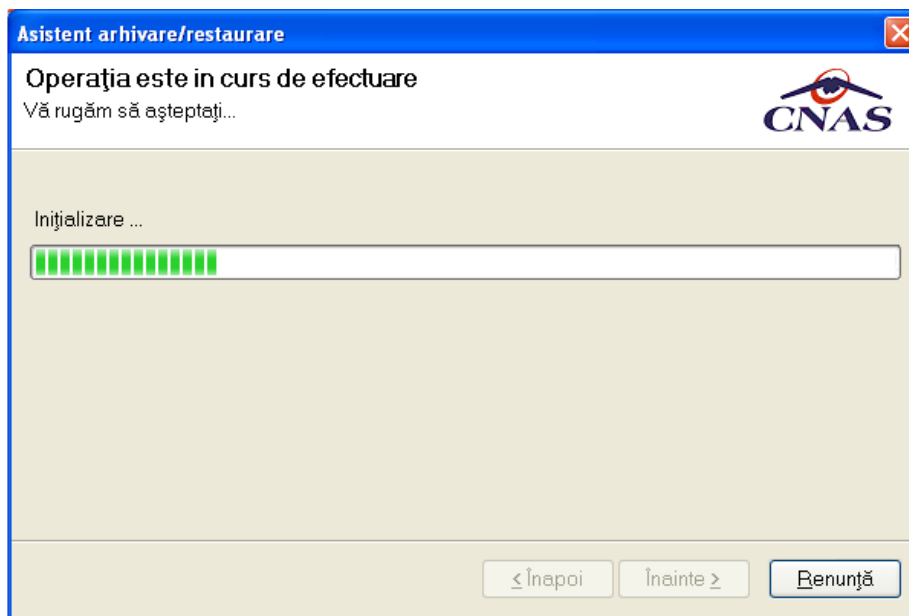 Asistent arhivare/restaurare
Operaţia este in curs de efectuare
Vă rugăm să aşteptaţi...
CNAS
Iniţializare ...
< Înapoi
Înainte >
Renunţă